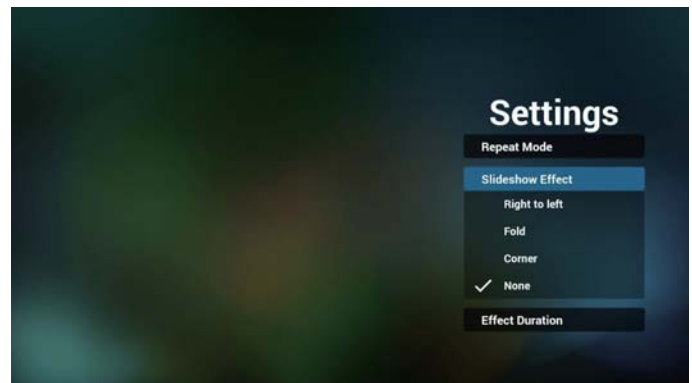 Settings
Repeat Mode
Slideshow Effect
Right to left
Fold
Corner
None
Effect Duration